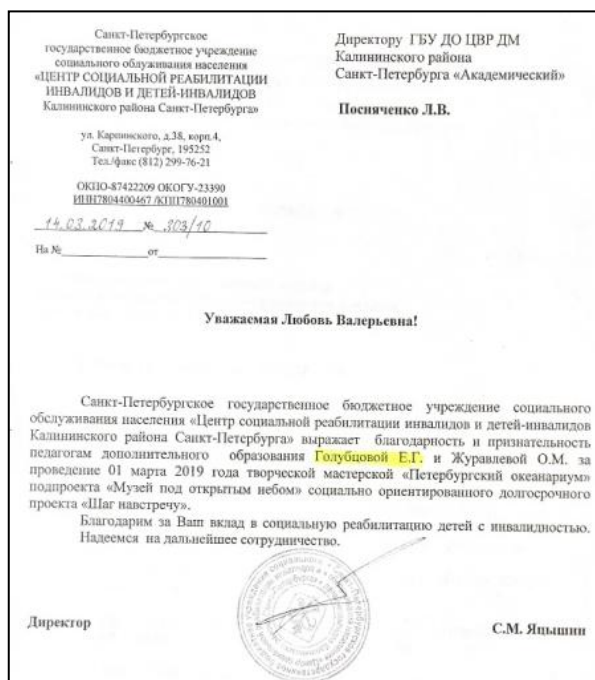 Санкт-Петербургское
государственное бюджетное учреждение
социального обслуживания населения
«ЦЕНТР СОЦИАЛЬНОЙ РЕАБИЛИТАЦИИ
ИНВАЛИДОВ И ДЕТЕЙ-ИНВАЛИДОВ
Калининского района Санкт-Петербурга»
ул. Карпинского, д.38, корп.4,
Санкт-Петербург, 195252
Тел./факс (812) 299-76-21
ОКПО-87422209 ОКОГУ-23390
ИНН7804400467 /КПП780401001
14.03.2019 № 303/10
На № от
Директору ГБУ ДО ЦВР ДМ
Калининского района
Санкт-Петербурга «Академический»
Посняченко Л.В.
Уважаемая Любовь Валерьевна!
Санкт-Петербургское государственное бюджетное учреждение социального
обслуживания населения «Центр социальной реабилитации инвалидов и детей-инвалидов
Калининского района Санкт-Петербурга» выражает благодарность и признательность
педагогам дополнительного образования Голубцовой Е.Г. и Журавлевой О.М. за
проведение 01 марта 2019 года творческой мастерской «Петербургский океанариум»
подпроекта «Музей под открытым небом» социально ориентированного долгосрочного
проекта «Шаг навстречу».
Благодарим за Ваш вклад в социальную реабилитацию детей с инвалидностью.
Надеемся на дальнейшее сотрудничество.
Директор
С.М. Яцышин